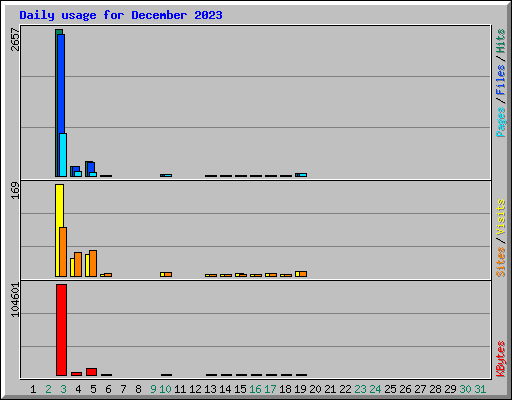 Daily usage for December 2023
2657
Pages / Files / Hits
169
Sites / Visits
104601
KBytes
1 2 3 4 5 6 7 8 9 10 11 12 13 14 15 16 17 18 19 20 21 22 23 24 25 26 27 28 29 30 31